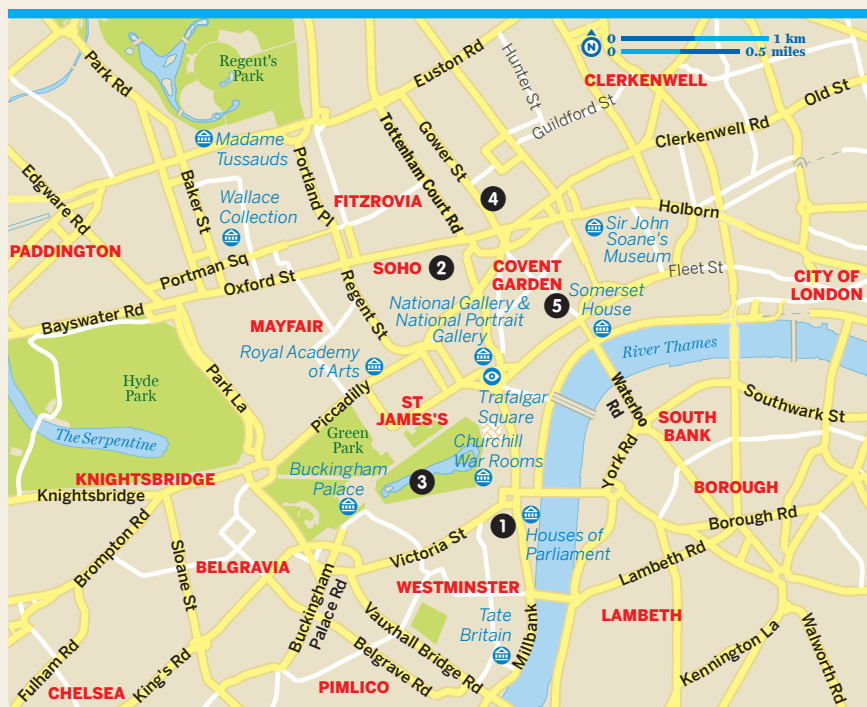 0 1 km
N
0 0.5 miles
Regent's
Park
Park Rd
Euston Rd
Hunter St
CLERKENWELL
Old St
Guildford St
Clerkenwell Rd
Madame
Tussauds
Tottenham Court Rd
Gower St
Edgware Rd
Baker St
Portland Pl
Wallace
Collection
FITZROVIA
4
Holborn
Sir John
Soane's
Museum
PADDINGTON
Portman Sq
SOHO
2
COVENT
GARDEN
Fleet St
CITY OF
LONDON
Oxford St
Regent St
National Gallery &
National Portrait
Gallery
5
Somerset
House
Bayswater Rd
MAYFAIR
River Thames
Royal Academy
of Arts
Hyde
Park
Park La
Piccadilly
ST
JAMES'S
Trafalgar
Square
Waterloo
Rd
SOUTH
BANK
Southwark St
The Serpentine
Green
Park
Churchill
War Rooms
York Rd
KNIGHTSBRIDGE
Buckingham
Palace
3
BOROUGH
Knightsbridge
Borough Rd
Brompton Rd
1
Houses of
Parliament
Sloane St
Victoria St
Lambeth Rd
BELGRAVIA
WESTMINSTER
LAMBETH
Buckingham
Palace Rd
Vauxhall Bridge Rd
Tate
Britain
Millbank
Kennington La
Walworth Rd
Fulham Rd
King's Rd
Belgrave Rd
CHELSEA
PIMLICO